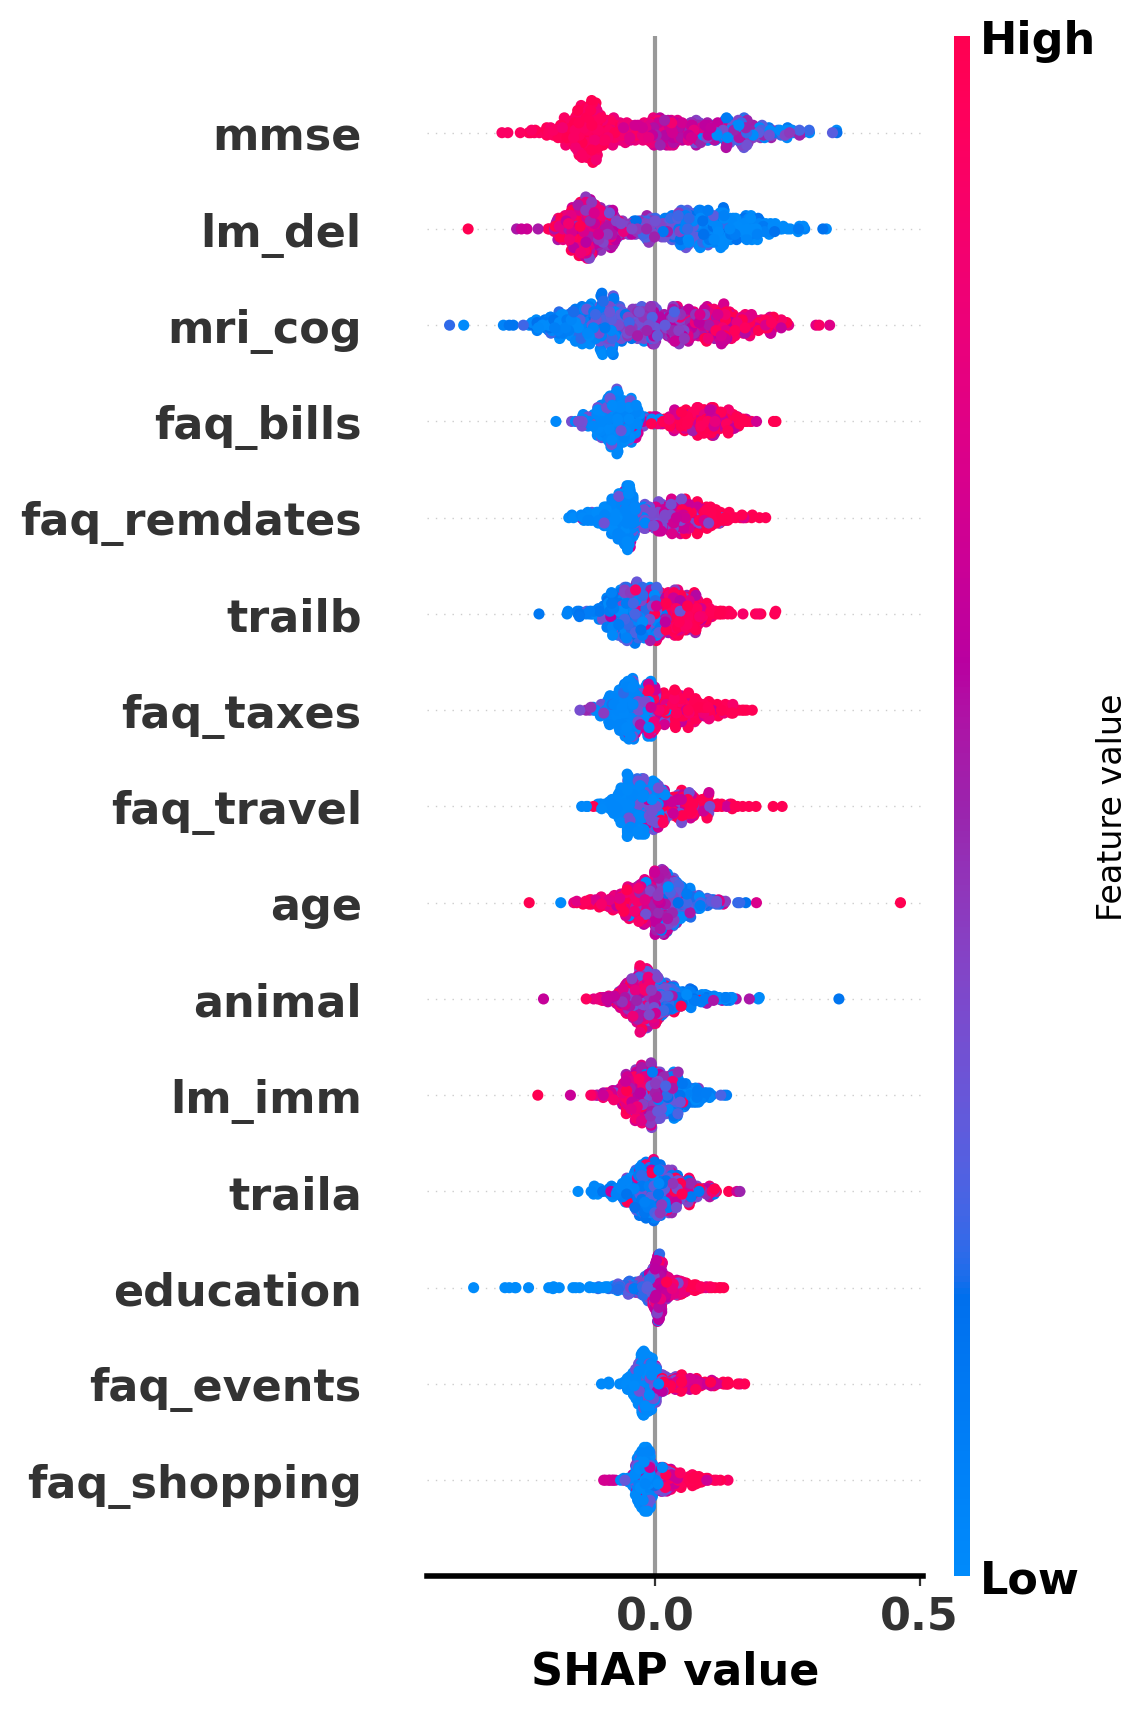 High
mmse
lm_del
mri_cog
faq_bills
faq_remdates
trailb
faq_taxes
faq_travel
age
animal
lm_imm
traila
education
faq_events
faq_shopping
Feature value
Low
0.0 0.5
SHAP value